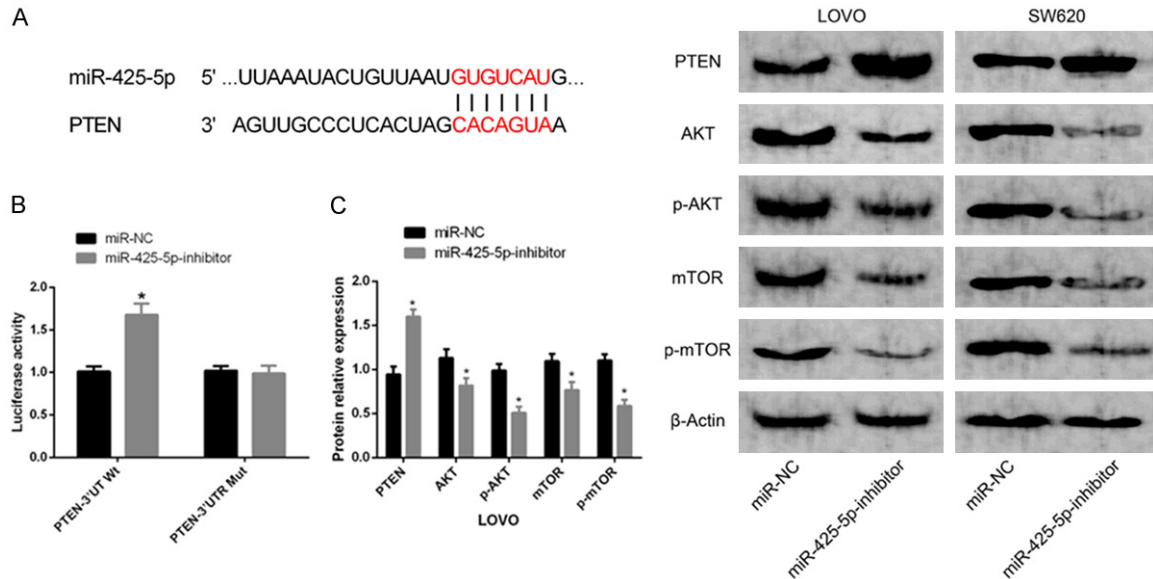 A
miR-425-5p 5' ...UUAAAUACUGUUAAUGUGUCAUG...
PTEN 3' AGUUGCCCUCACUAGCACAGUAA
B
miR-NC
miR-425-5p-inhibitor
Luciferase activity
2.0
1.5
1.0
0.5
0.0
*
PTEN-3'UT Wt
PTEN-3'UTR Mut
C
miR-NC
miR-425-5p-inhibitor
Protein relative expression
2.0
1.5
1.0
0.5
0.0
* * * * *
PTEN
AKT
p-AKT
mTOR
p-mTOR
LOVO
LOVO SW620
PTEN
AKT
p-AKT
mTOR
p-mTOR
β-Actin
miR-NC
miR-425-5p-inhibitor
miR-NC
miR-425-5p-inhibitor